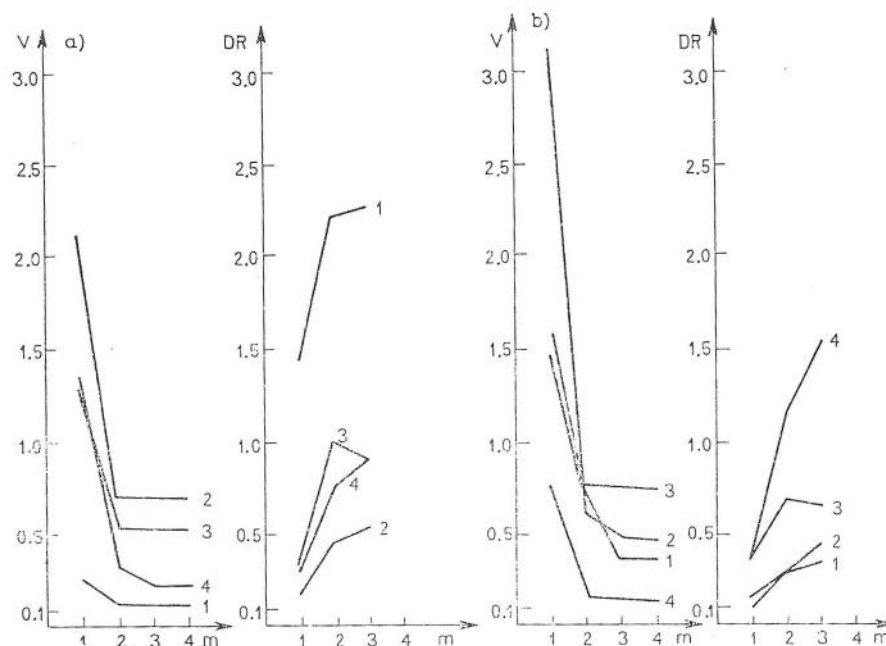 V a) DR V b) DR
3.0 3.0 3.0 3.0
2.5 2.5 2.5 2.5
2.0 2.0 1 2.0 2.0
1.5 1.5 1.5 1.5 4
1.0 1.0 3 1.0 1.0
2 4 3
0.5 3 0.5 2 0.5 2 0.5 3
4 1 2
1 4 1
0.1 0.1 0.1 0.1
1 2 3 4 m 1 2 3 4 m 1 2 3 4 m 1 2 3 4 m